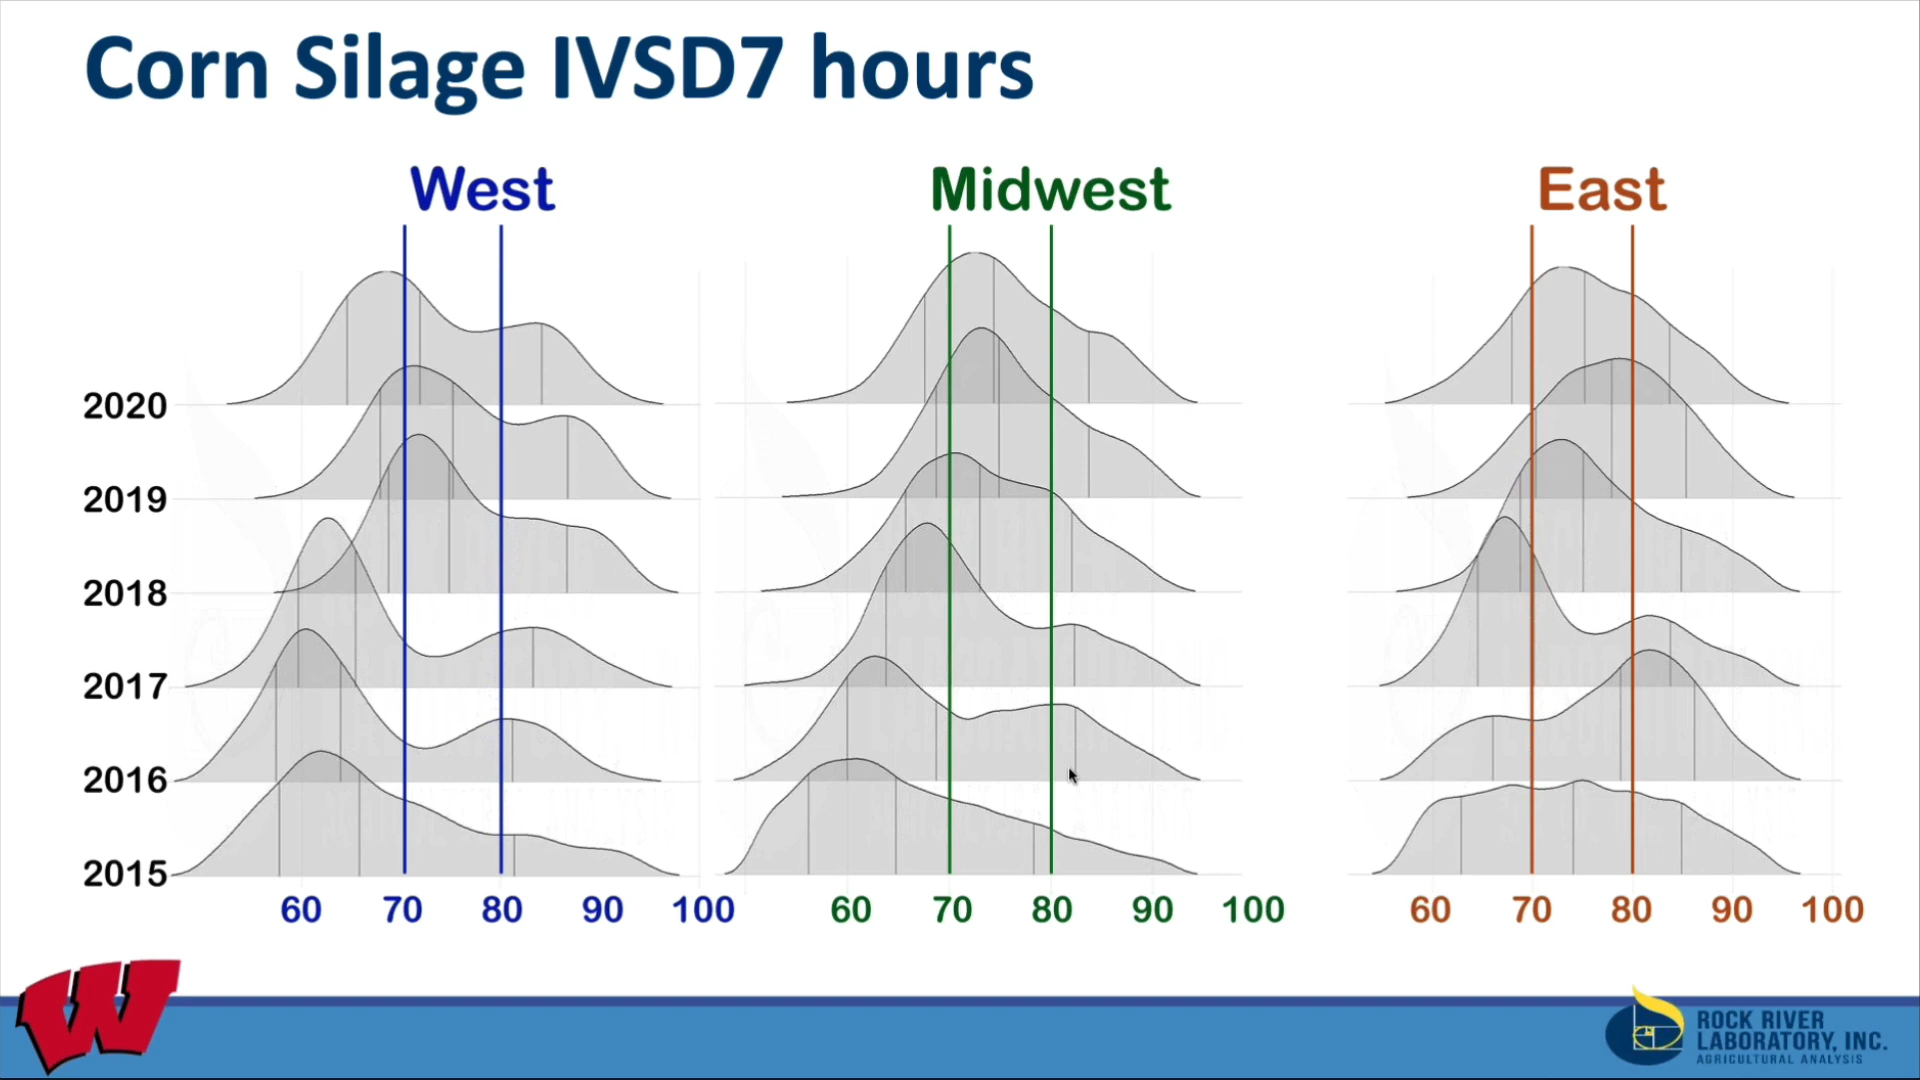 Corn Silage IVSD7 hours
West
Midwest
East
2020
2019
2018
2017
2016
2015
60 70 80 90 100
60 70 80 90 100
60 70 80 90 100
W
ROCK RIVER
LABORATORY, INC.
AGRICULTURAL ANALYSIS